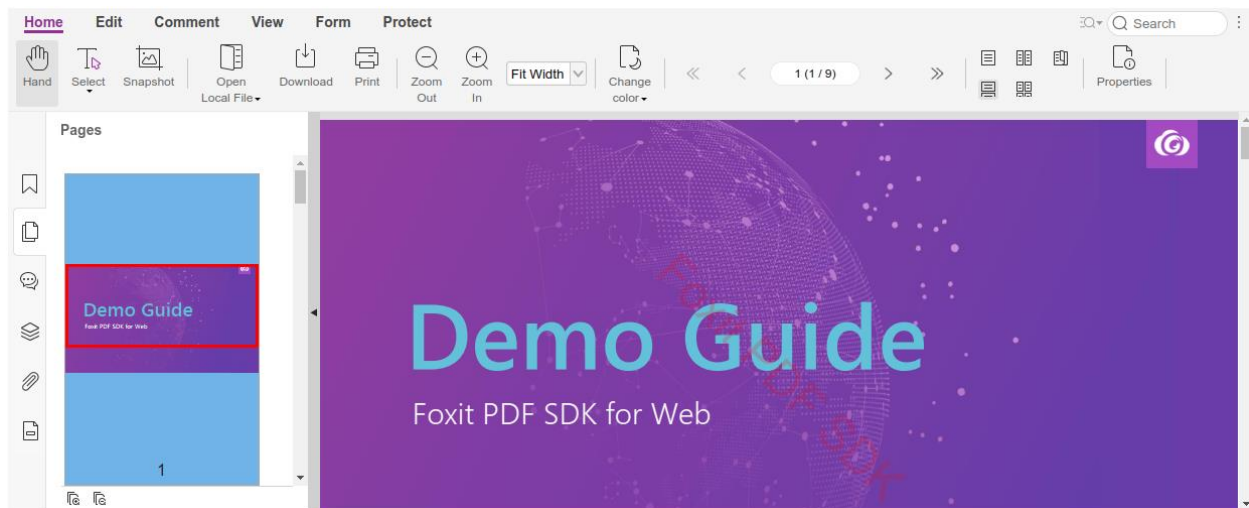 Home Edit Comment View Form Protect Search
Hand Select Snapshot Open Local File Download Print Zoom Out Zoom In Fit Width Change color 1 (1 / 9) Properties
Pages
Demo Guide
Foxit PDF SDK for Web
1
Demo Guide
Foxit PDF SDK for Web
Foxit PDF SDK